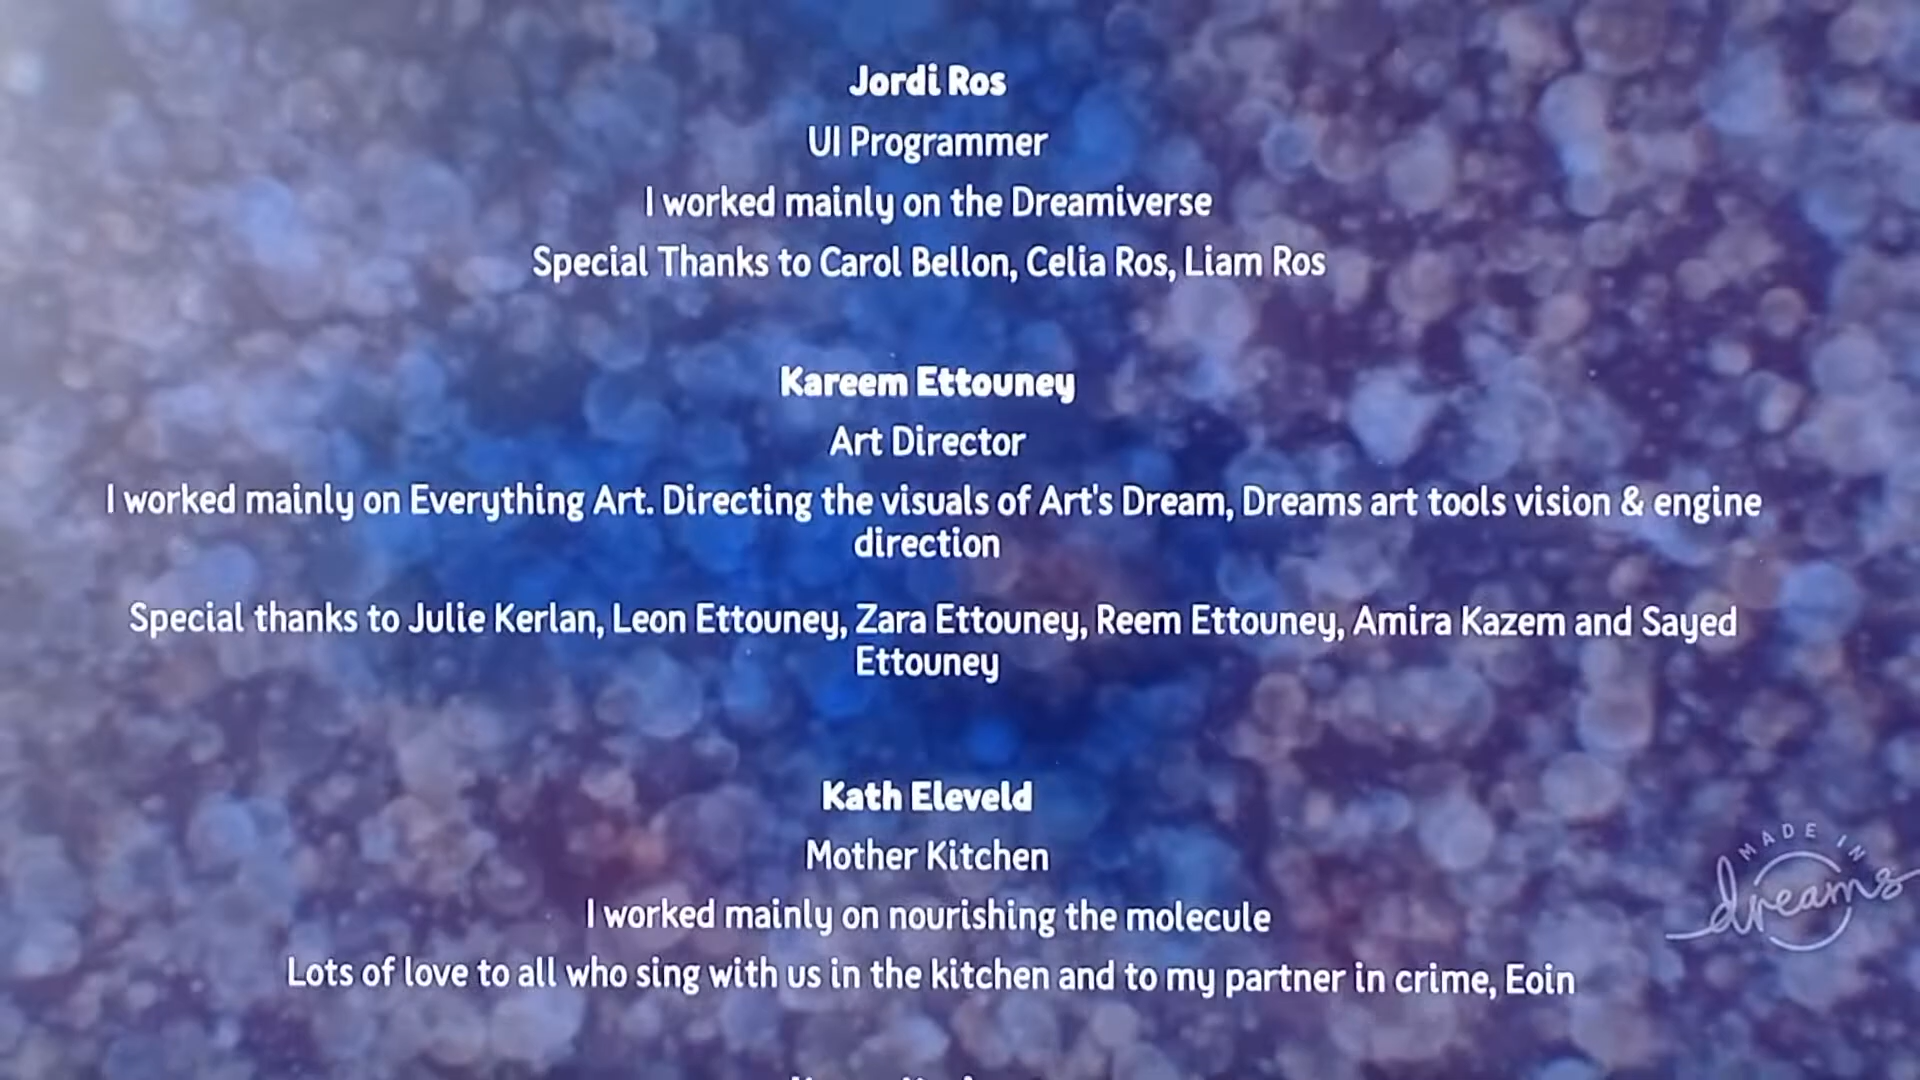 Jordi Ros
UI Programmer
I worked mainly on the Dreamiverse
Special Thanks to Carol Bellon, Celia Ros, Liam Ros
Kareem Ettouney
Art Director
I worked mainly on Everything Art. Directing the visuals of Art's Dream, Dreams art tools vision & engine
direction
Special thanks to Julie Kerlan, Leon Ettouney, Zara Ettouney, Reem Ettouney, Amira Kazem and Sayed
Ettouney
Kath Eleveld
Mother Kitchen
I worked mainly on nourishing the molecule
Lots of love to all who sing with us in the kitchen and to my partner in crime, Eoin
MADE IN
dreams